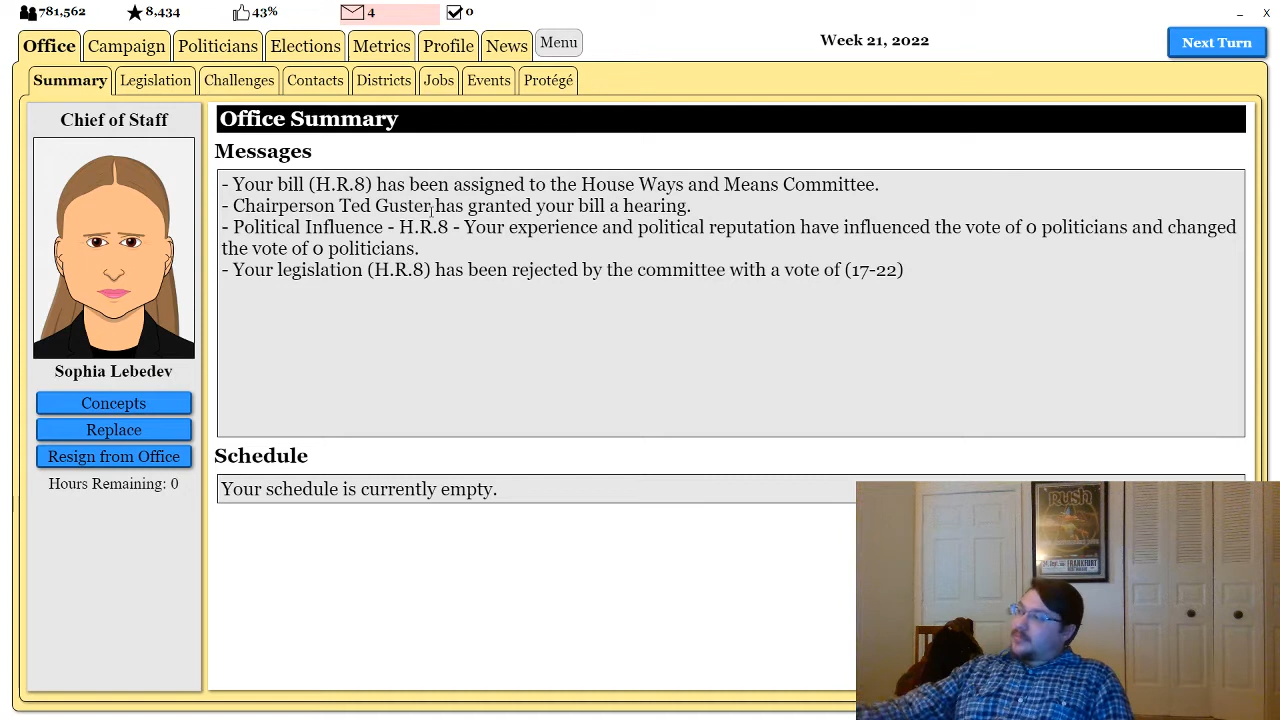 781,562 8,434 43% 4 0
Office Campaign Politicians Elections Metrics Profile News Menu Week 21, 2022 Next Turn
Summary Legislation Challenges Contacts Districts Jobs Events Protégé
Chief of Staff
Sophia Lebedev
Concepts
Replace
Resign from Office
Hours Remaining: 0
Office Summary
Messages
- Your bill (H.R.8) has been assigned to the House Ways and Means Committee.
- Chairperson Ted Guster has granted your bill a hearing.
- Political Influence - H.R.8 - Your experience and political reputation have influenced the vote of 0 politicians and changed
the vote of 0 politicians.
- Your legislation (H.R.8) has been rejected by the committee with a vote of (17-22)
Schedule
Your schedule is currently empty.
RUSH
FRANKFURT